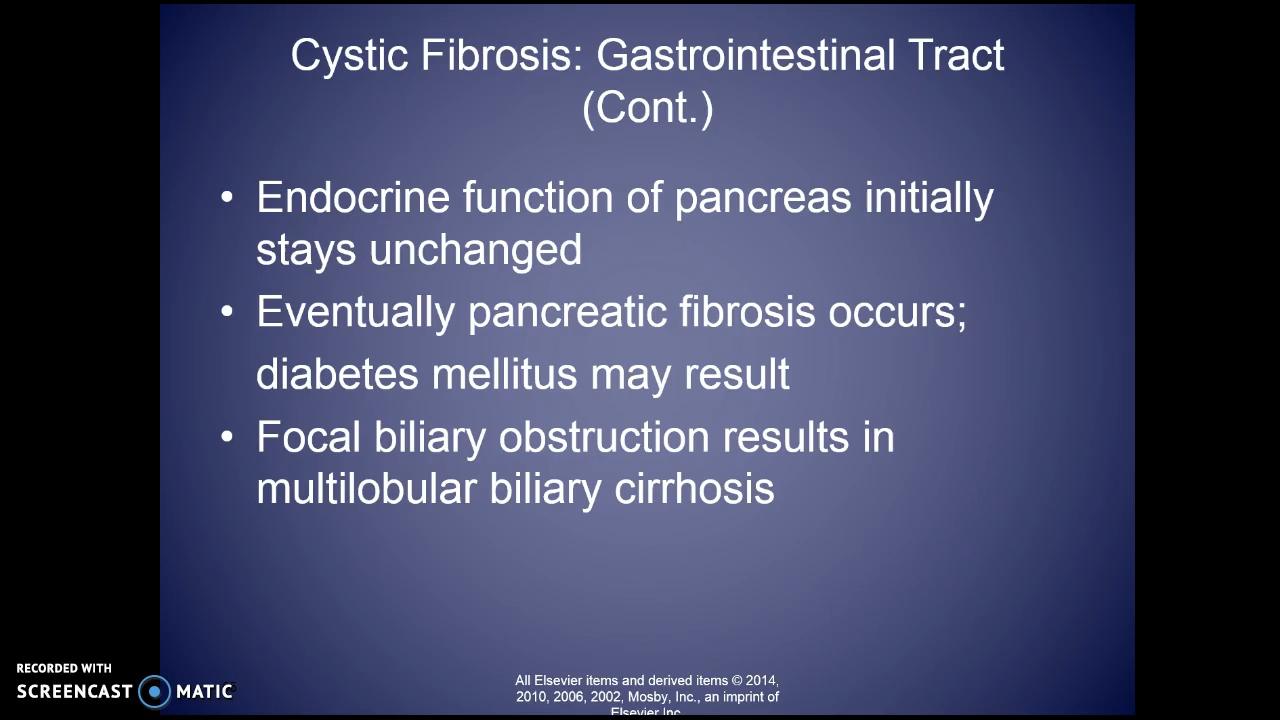 Cystic Fibrosis: Gastrointestinal Tract
(Cont.)
• Endocrine function of pancreas initially
stays unchanged
• Eventually pancreatic fibrosis occurs;
diabetes mellitus may result
• Focal biliary obstruction results in
multilobular biliary cirrhosis
All Elsevier items and derived items © 2014,
2010, 2006, 2002, Mosby, Inc., an imprint of
Elsevier Inc.
RECORDED WITH
SCREENCAST MATIC